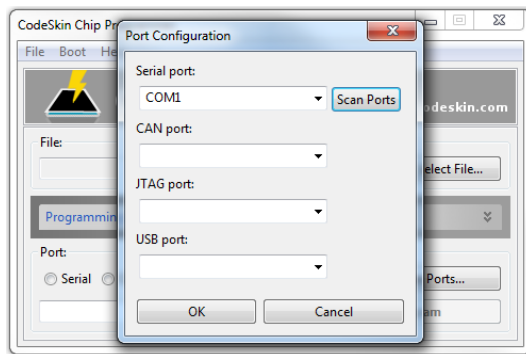 CodeSkin Chip Pr
Port Configuration
File Boot He
Serial port:
COM1
Scan Ports
odeskin.com
CAN port:
File:
elect File...
JTAG port:
Programmin
USB port:
Port:
Serial
Ports...
OK
Cancel
am